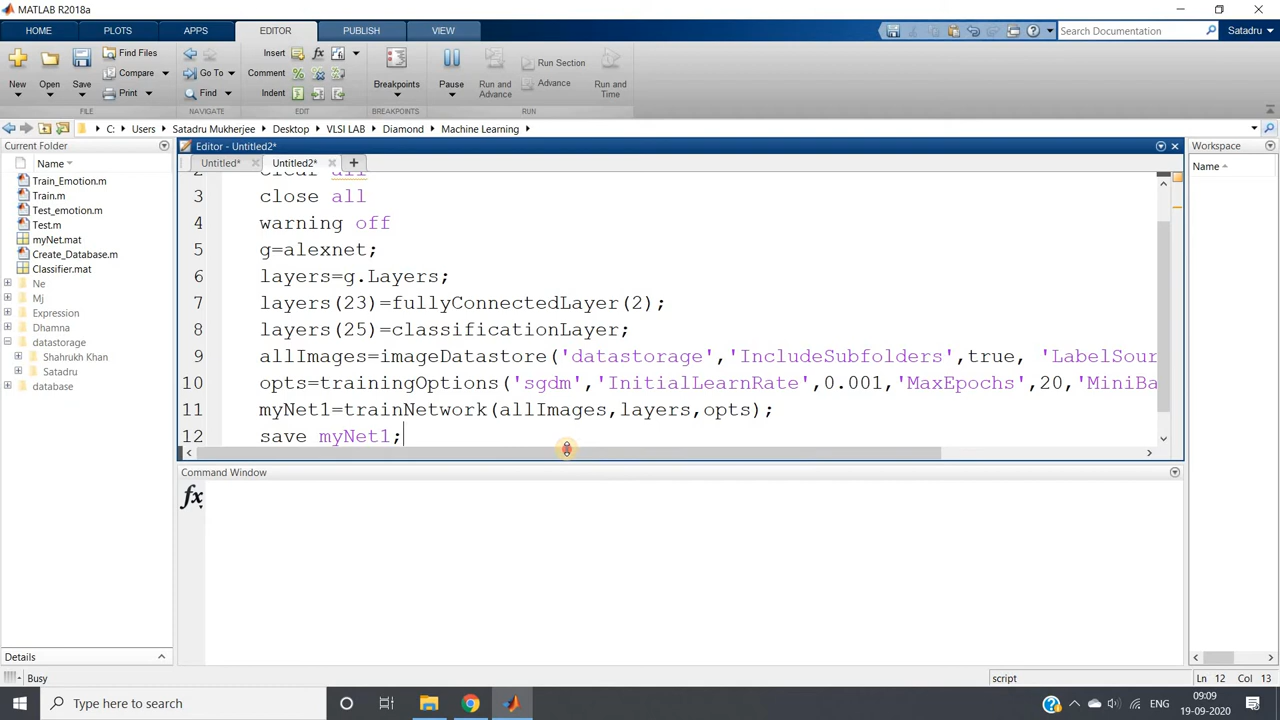 MATLAB R2018a
HOME PLOTS APPS EDITOR PUBLISH VIEW Search Documentation Satadru
New Open Save Find Files Compare Print Go To Find Insert Comment Indent Breakpoints Pause Run and Advance Run Section Advance Run and Time
FILE NAVIGATE EDIT BREAKPOINTS RUN
C: Users Satadru Mukherjee Desktop VLSI LAB Diamond Machine Learning
Current Folder
Name
Train_Emotion.m
Train.m
Test_emotion.m
Test.m
myNet.mat
Create_Database.m
Classifier.mat
Ne
Mj
Expression
Dhamna
datastorage
Shahrukh Khan
Satadru
database
Details
Editor - Untitled2*
Untitled* Untitled2*
2 clear all
3 close all
4 warning off
5 g=alexnet;
6 layers=g.Layers;
7 layers(23)=fullyConnectedLayer(2);
8 layers(25)=classificationLayer;
9 allImages=imageDatastore('datastorage','IncludeSubfolders',true, 'LabelSour
10 opts=trainingOptions('sgdm','InitialLearnRate',0.001,'MaxEpochs',20,'MiniBa
11 myNet1=trainNetwork(allImages,layers,opts);
12 save myNet1;
Command Window
fx
Workspace
Name
Busy script Ln 12 Col 13
Type here to search ENG 09:09
19-09-2020